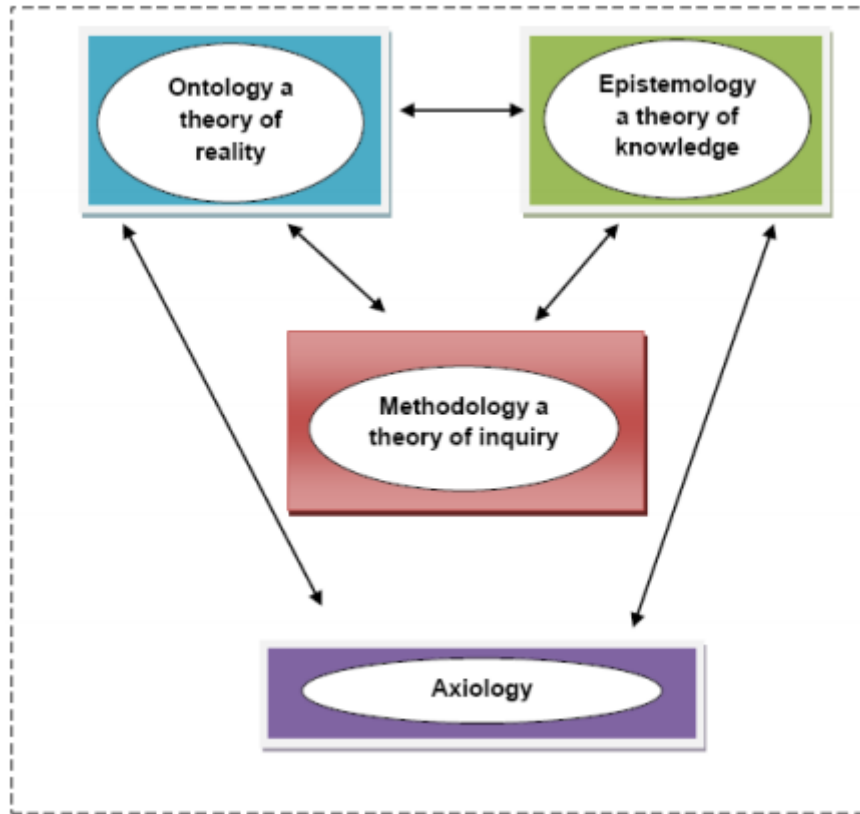 Ontology a
theory of
reality
Epistemology
a theory of
knowledge
Methodology a
theory of inquiry
Axiology